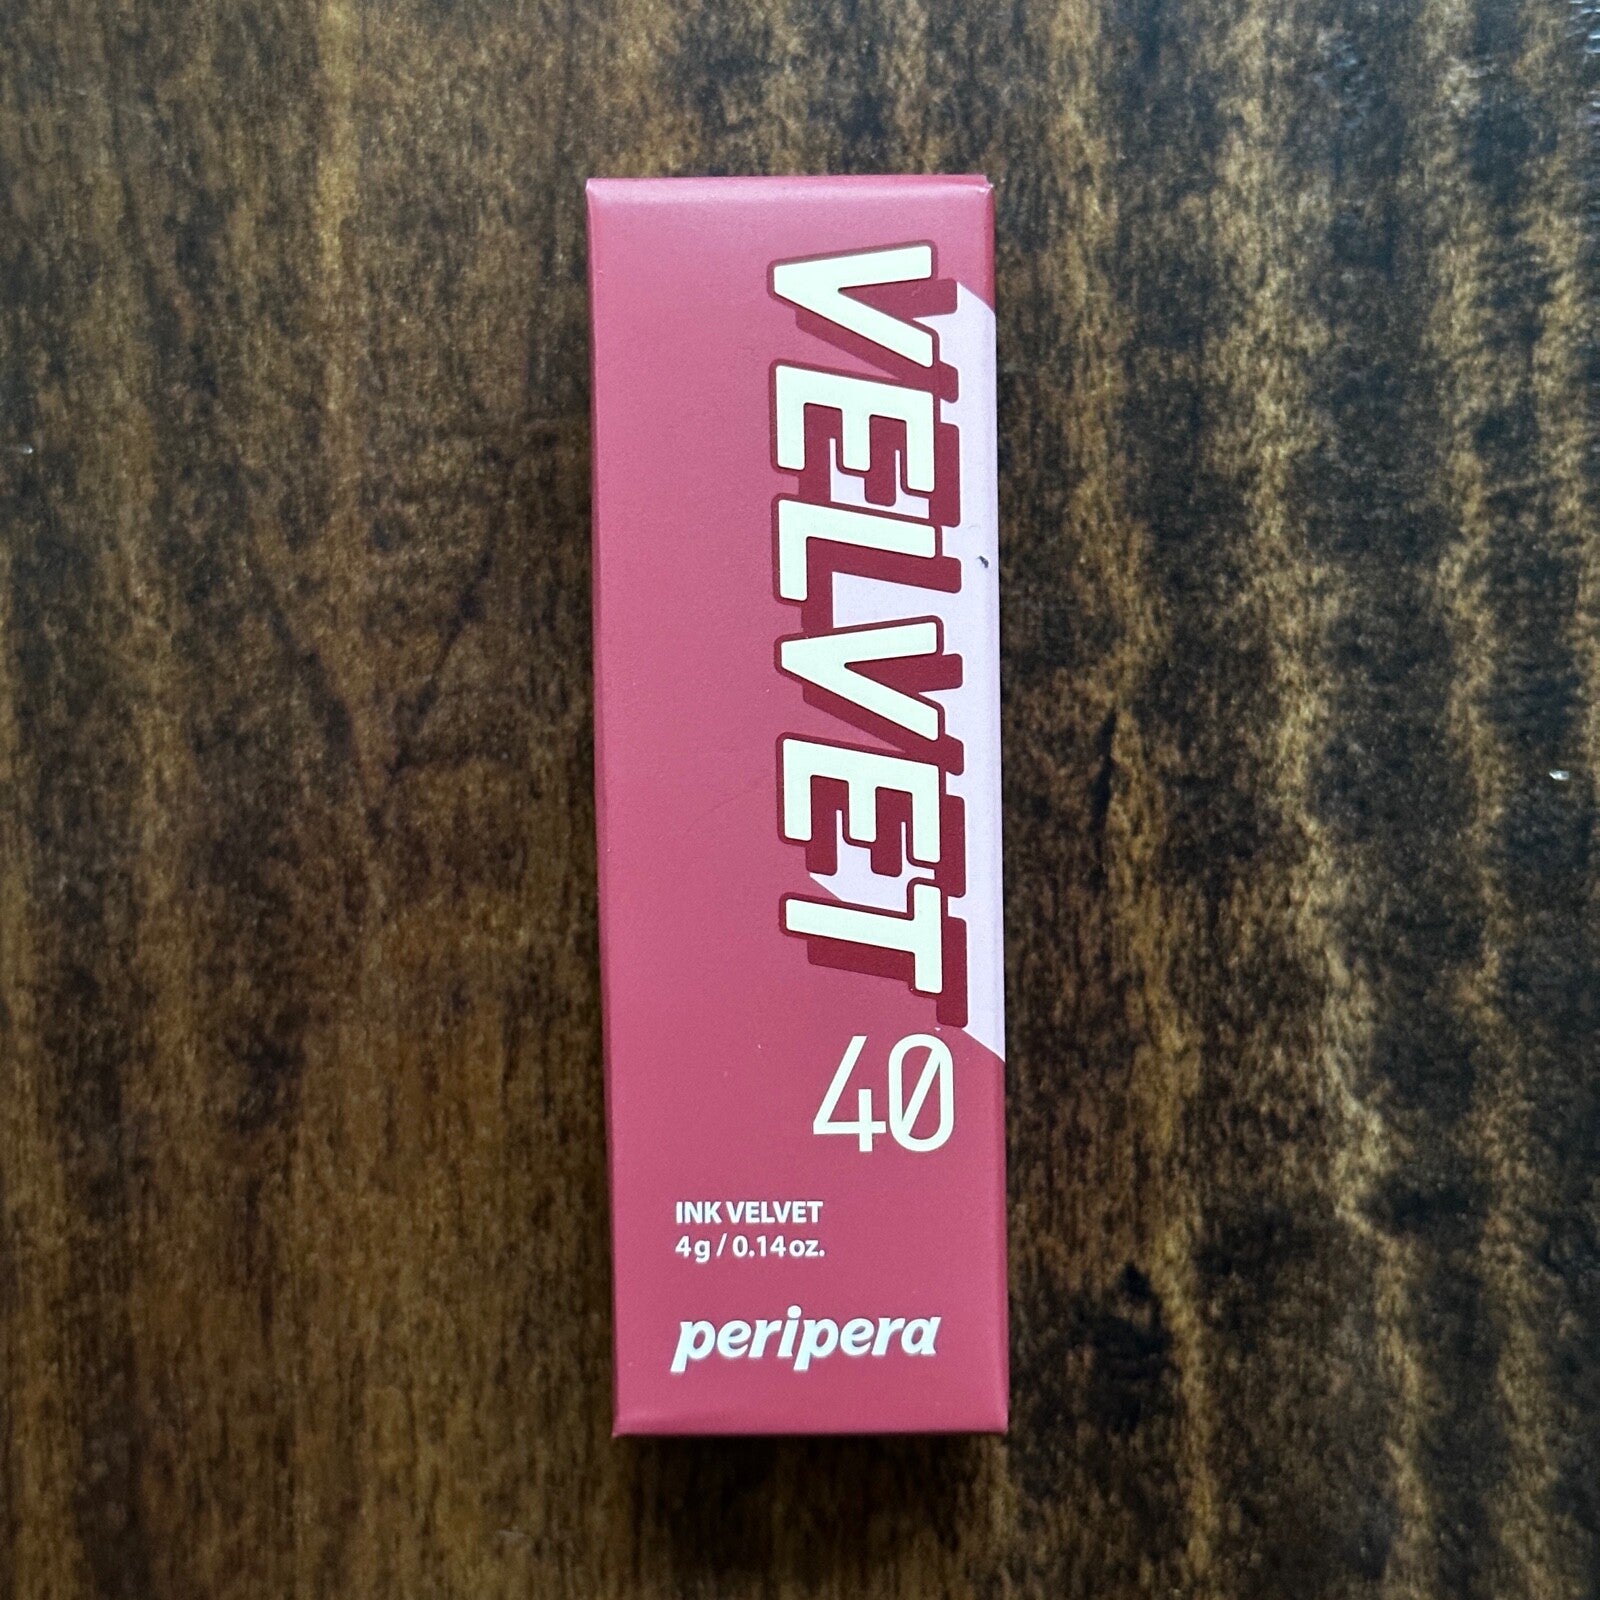 VELVET
40
INK VELVET
4g / 0.14oz.
peripera